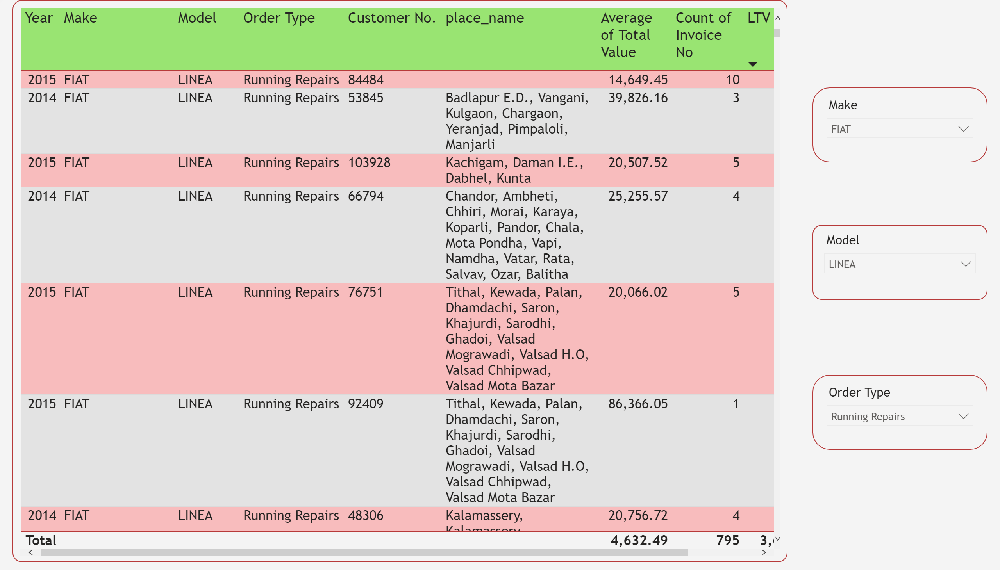 Year Make Model Order Type Customer No. place_name Average of Total Value Count of Invoice No LTV
2015 FIAT LINEA Running Repairs 84484 14,649.45 10
2014 FIAT LINEA Running Repairs 53845 Badlapur E.D., Vangani, 39,826.16 3
Kulgaon, Chargaon,
Yeranjad, Pimpaloli,
Manjarli
2015 FIAT LINEA Running Repairs 103928 Kachigam, Daman I.E., 20,507.52 5
Dabhel, Kunta
2014 FIAT LINEA Running Repairs 66794 Chandor, Ambheti, 25,255.57 4
Chhiri, Morai, Karaya,
Koparli, Pandor, Chala,
Mota Pondha, Vapi,
Namdha, Vatar, Rata,
Salvav, Ozar, Balitha
2015 FIAT LINEA Running Repairs 76751 Tithal, Kewada, Palan, 20,066.02 5
Dhamdachi, Saron,
Khajurdi, Sarodhi,
Ghadoi, Valsad
Mograwadi, Valsad H.O,
Valsad Chhipwad,
Valsad Mota Bazar
2015 FIAT LINEA Running Repairs 92409 Tithal, Kewada, Palan, 86,366.05 1
Dhamdachi, Saron,
Khajurdi, Sarodhi,
Ghadoi, Valsad
Mograwadi, Valsad H.O,
Valsad Chhipwad,
Valsad Mota Bazar
2014 FIAT LINEA Running Repairs 48306 Kalamassery, 20,756.72 4
Kalamassery
Total 4,632.49 795
Make
FIAT
Model
LINEA
Order Type
Running Repairs